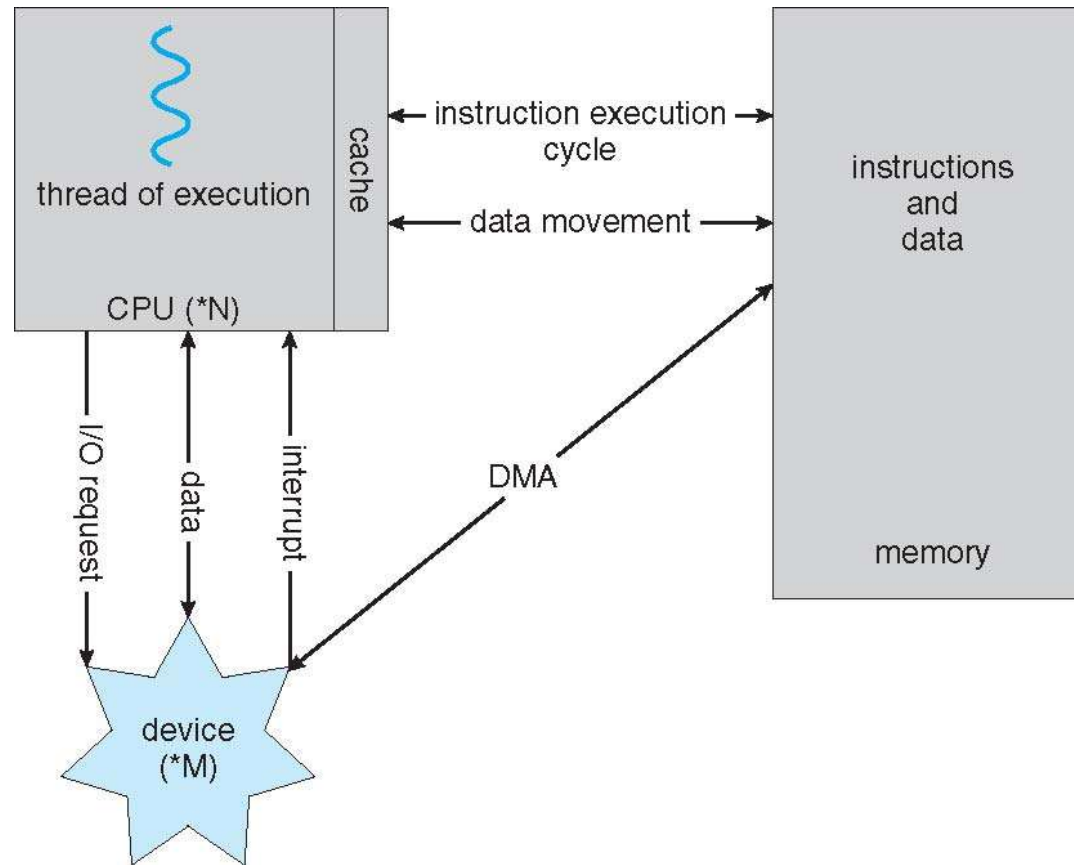 thread of execution
CPU (*N)
cache
instruction execution
cycle
data movement
instructions
and
data
memory
I/O request
data
interrupt
DMA
device
(*M)